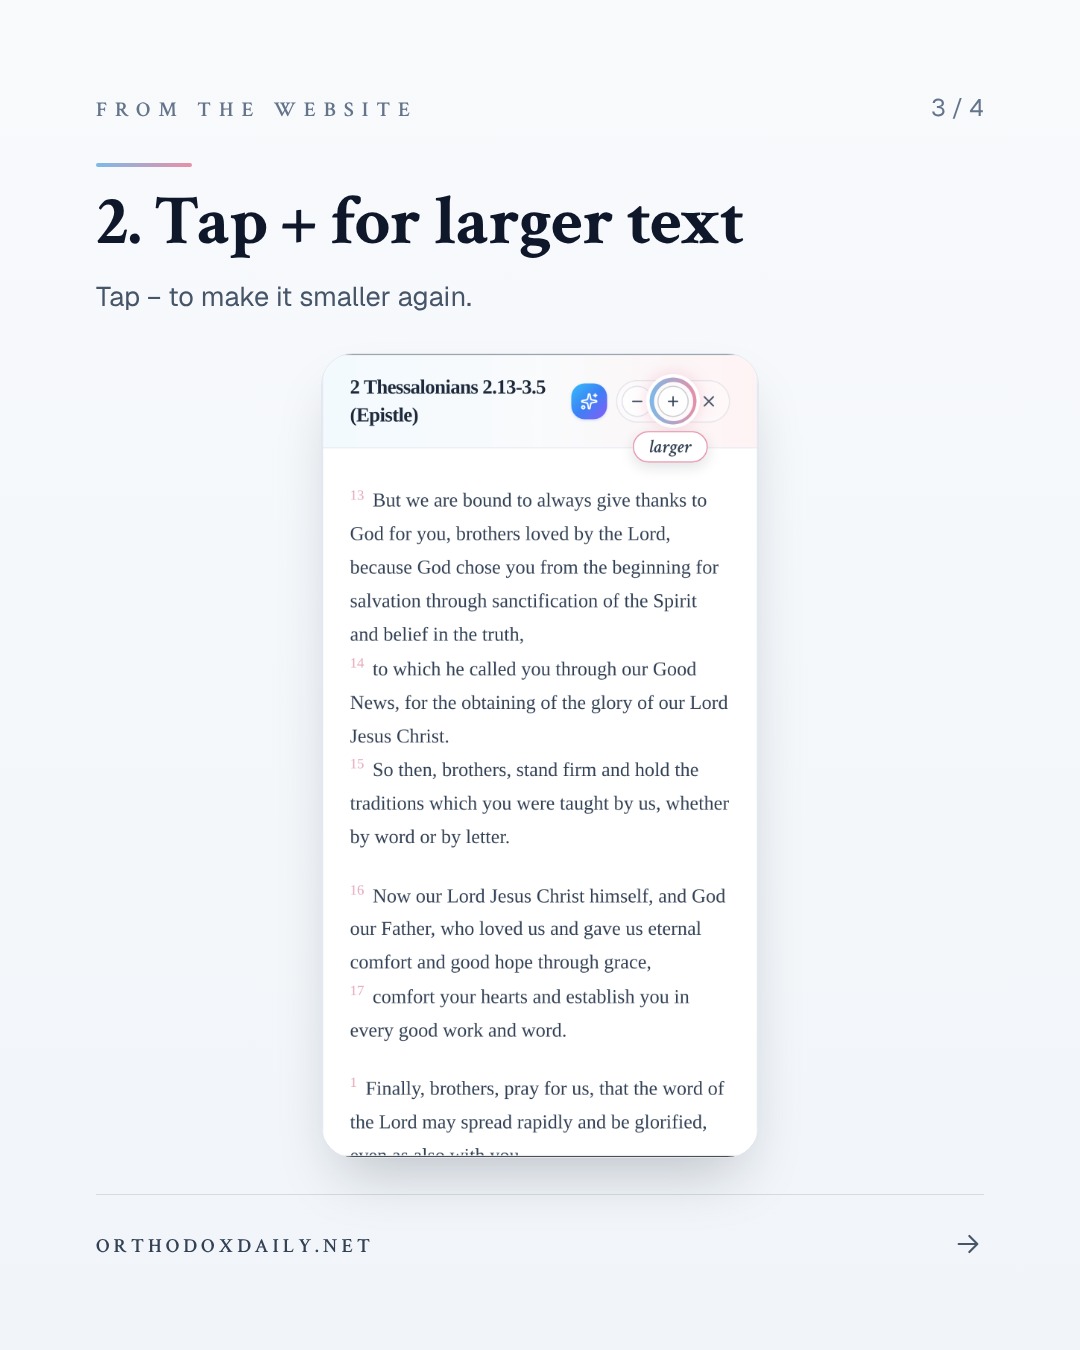 FROM THE WEBSITE
3 / 4
2. Tap + for larger text
Tap – to make it smaller again.
2 Thessalonians 2.13-3.5
(Epistle)
− + ×
larger
13 But we are bound to always give thanks to
God for you, brothers loved by the Lord,
because God chose you from the beginning for
salvation through sanctification of the Spirit
and belief in the truth,
14 to which he called you through our Good
News, for the obtaining of the glory of our Lord
Jesus Christ.
15 So then, brothers, stand firm and hold the
traditions which you were taught by us, whether
by word or by letter.
16 Now our Lord Jesus Christ himself, and God
our Father, who loved us and gave us eternal
comfort and good hope through grace,
17 comfort your hearts and establish you in
every good work and word.
1 Finally, brothers, pray for us, that the word of
the Lord may spread rapidly and be glorified,
even as also with you
ORTHODOXDAILY.NET